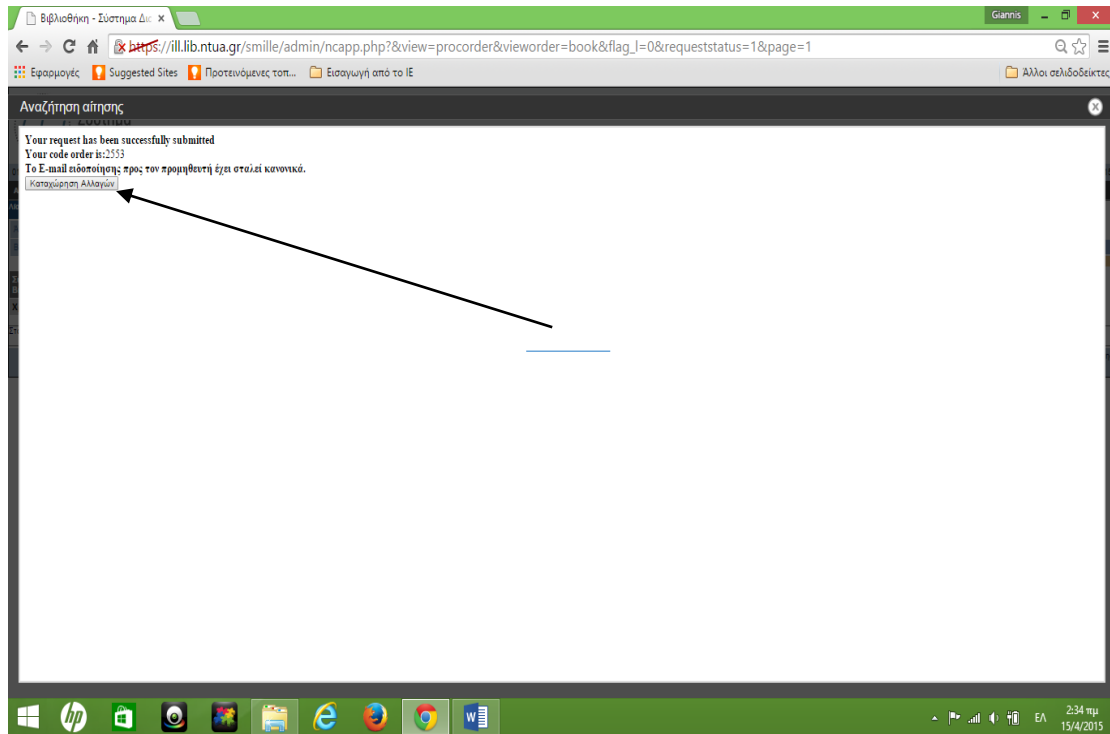 Βιβλιοθήκη - Σύστημα Δια
Giannis
https://ill.lib.ntua.gr/smille/admin/ncapp.php?&view=procorder&vieworder=book&flag_l=0&requeststatus=1&page=1
Εφαρμογές Suggested Sites Προτεινόμενες τοπ... Εισαγωγή από το IE Άλλοι σελιδοδείκτες
Αναζήτηση αίτησης
Your request has been successfully submitted
Your code order is:2553
Το E-mail ειδοποίησης προς τον προμηθευτή έχει σταλεί κανονικά.
Καταχώρηση Αλλαγών
hp
W
ΕΛ
2:34 πμ
15/4/2015